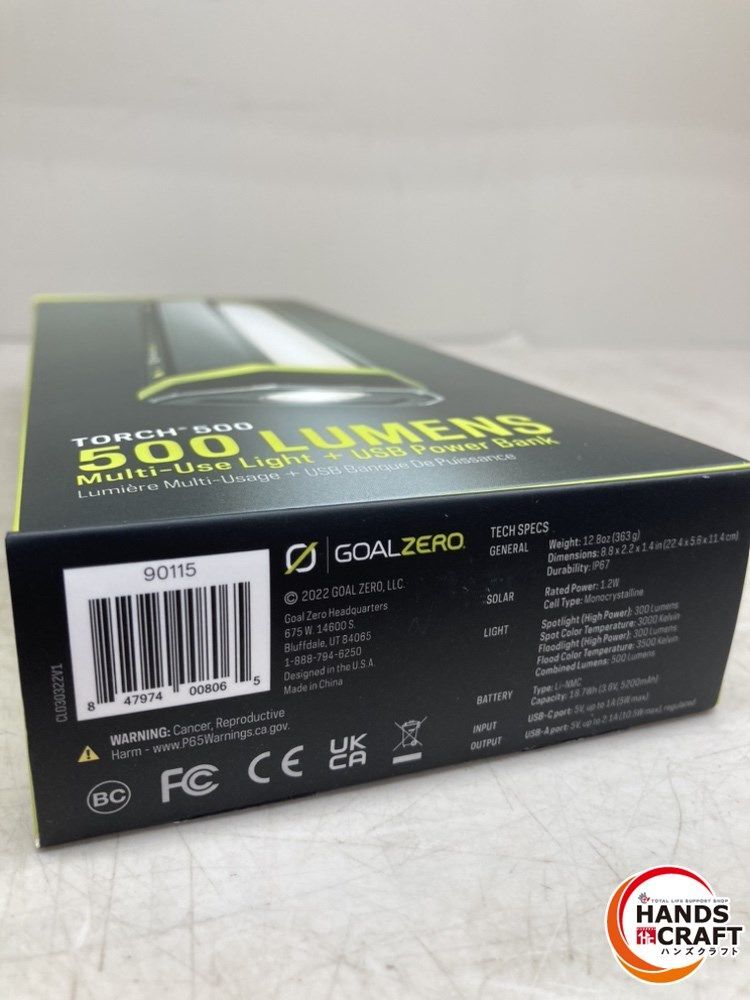 TORCH™ 500
500 LUMENS
Multi-Use Light + USB Power Bank
Lumière Multi-Usage + USB Banque De Puissance
90115
8 47974 00806 5
CL030322V1
GOALZERO
© 2022 GOAL ZERO, LLC.
Goal Zero Headquarters
675 W. 14600 S.
Bluffdale, UT 84065
1-888-794-6250
Designed in the U.S.A.
Made in China
WARNING: Cancer, Reproductive
Harm - www.P65Warnings.ca.gov.
BC FC CE UK CA
TECH SPECS
GENERAL
Weight: 12.8oz (363 g)
Dimensions: 8.8 x 2.2 x 1.4 in (22.4 x 5.6 x 11.4 cm)
Durability: IP67
SOLAR
Rated Power: 1.2W
Cell Type: Monocrystalline
LIGHT
Spotlight (High Power): 300 Lumens
Spot Color Temperature: 3000 Kelvin
Floodlight (High Power): 300 Lumens
Flood Color Temperature: 3500 Kelvin
Combined Lumens: 500 Lumens
BATTERY
Type: Li-NMC
Capacity: 18.7Wh (3.6V, 5200mAh)
INPUT
USB-C port: 5V, up to 1A (5W max)
OUTPUT
USB-A port: 5V, up to 2.1A (10.5W max), regulated
TOTAL LIFE SUPPORT SHOP
HANDS
CRAFT
ハンズクラフト